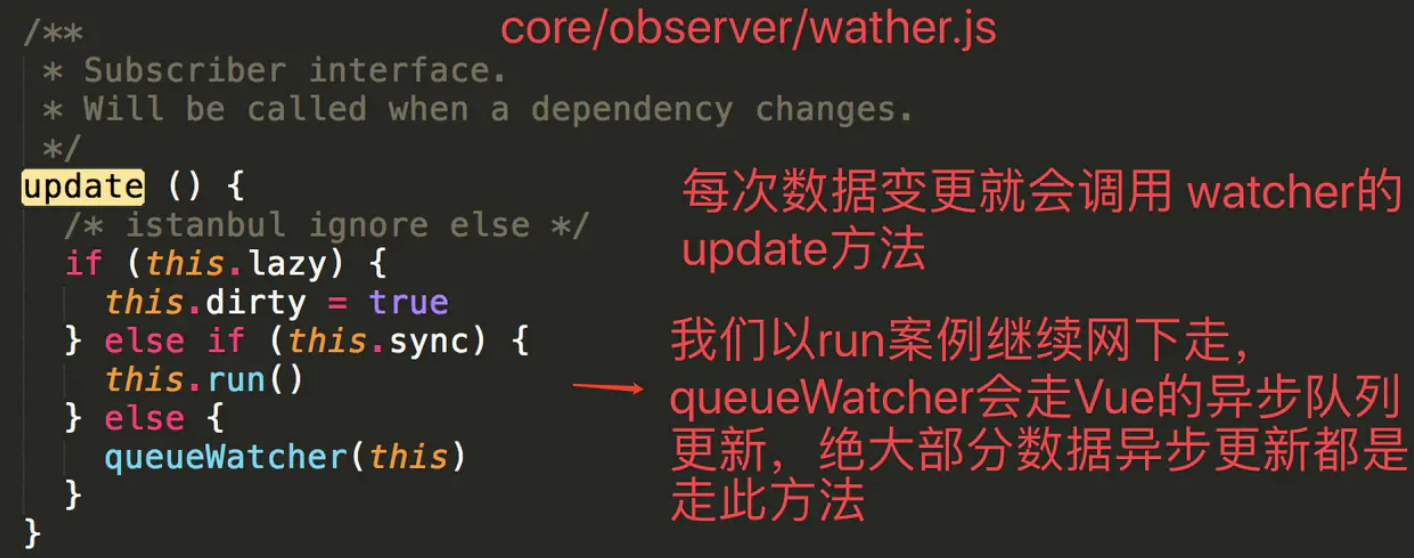 core/observer/wather.js
/**
* Subscriber interface.
* Will be called when a dependency changes.
*/
update () {
/* istanbul ignore else */
if (this.lazy) {
this.dirty = true
} else if (this.sync) {
this.run()
} else {
queueWatcher(this)
}
}
每次数据变更就会调用 watcher的
update方法
我们以run案例继续网下走，
queueWatcher会走Vue的异步队列
更新，绝大部分数据异步更新都是
走此方法